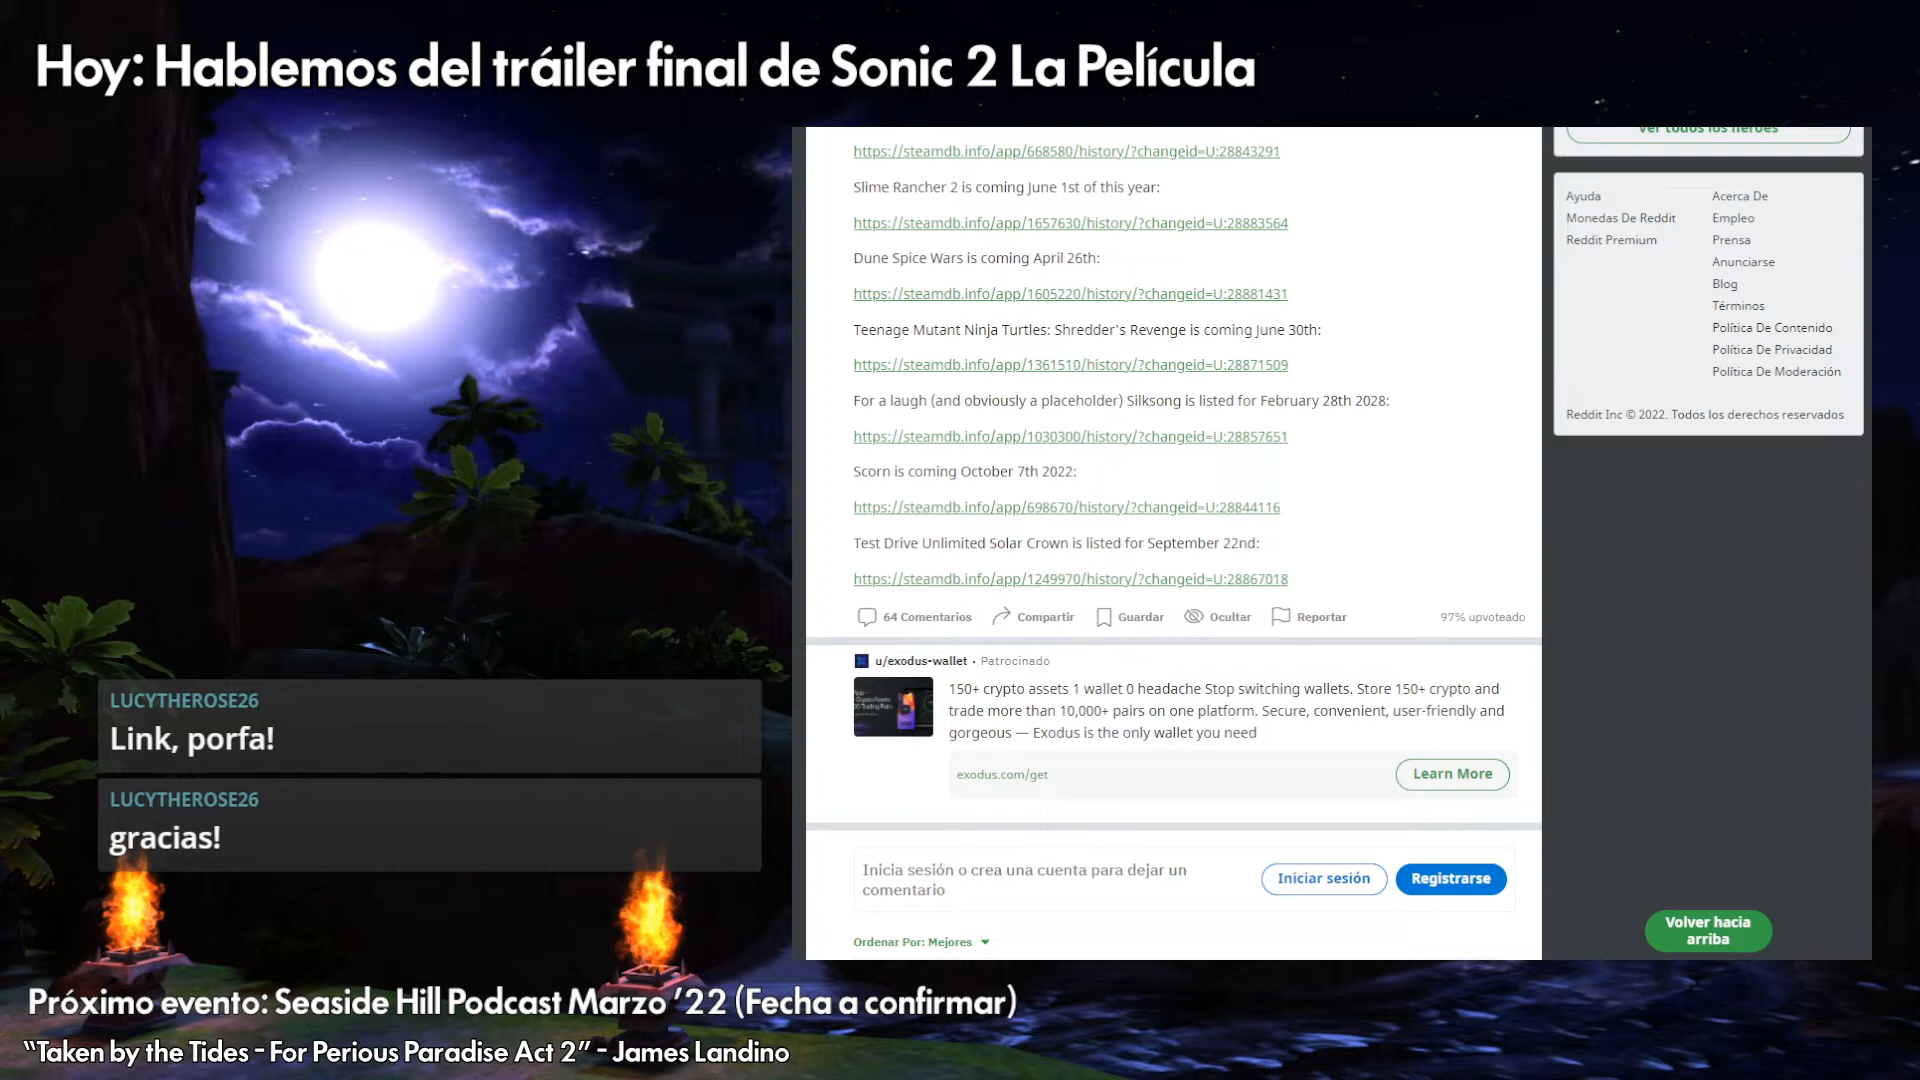 Hoy: Hablemos del tráiler final de Sonic 2 La Película
https://steamdb.info/app/668580/history/?changeid=U:28843291
Slime Rancher 2 is coming June 1st of this year:
https://steamdb.info/app/1657630/history/?changeid=U:28883564
Dune Spice Wars is coming April 26th:
https://steamdb.info/app/1605220/history/?changeid=U:28881431
Teenage Mutant Ninja Turtles: Shredder's Revenge is coming June 30th:
https://steamdb.info/app/1361510/history/?changeid=U:28871509
For a laugh (and obviously a placeholder) Silksong is listed for February 28th 2028:
https://steamdb.info/app/1030300/history/?changeid=U:28857651
Scorn is coming October 7th 2022:
https://steamdb.info/app/698670/history/?changeid=U:28844116
Test Drive Unlimited Solar Crown is listed for September 22nd:
https://steamdb.info/app/1249970/history/?changeid=U:28867018
64 Comentarios Compartir Guardar Ocultar Reportar 97% upvoteado
u/exodus-wallet · Patrocinado
150+ crypto assets 1 wallet 0 headache Stop switching wallets. Store 150+ crypto and
trade more than 10,000+ pairs on one platform. Secure, convenient, user-friendly and
gorgeous — Exodus is the only wallet you need
exodus.com/get Learn More
Inicia sesión o crea una cuenta para dejar un
comentario
Iniciar sesión Registrarse
Ordenar Por: Mejores
Ver todos los héroes
Ayuda
Monedas De Reddit
Reddit Premium
Acerca De
Empleo
Prensa
Anunciarse
Blog
Términos
Política De Contenido
Política De Privacidad
Política De Moderación
Reddit Inc © 2022. Todos los derechos reservados
Volver hacia
arriba
LUCYTHEROSE26
Link, porfa!
LUCYTHEROSE26
gracias!
Próximo evento: Seaside Hill Podcast Marzo '22 (Fecha a confirmar)
"Taken by the Tides - For Perious Paradise Act 2" - James Landino